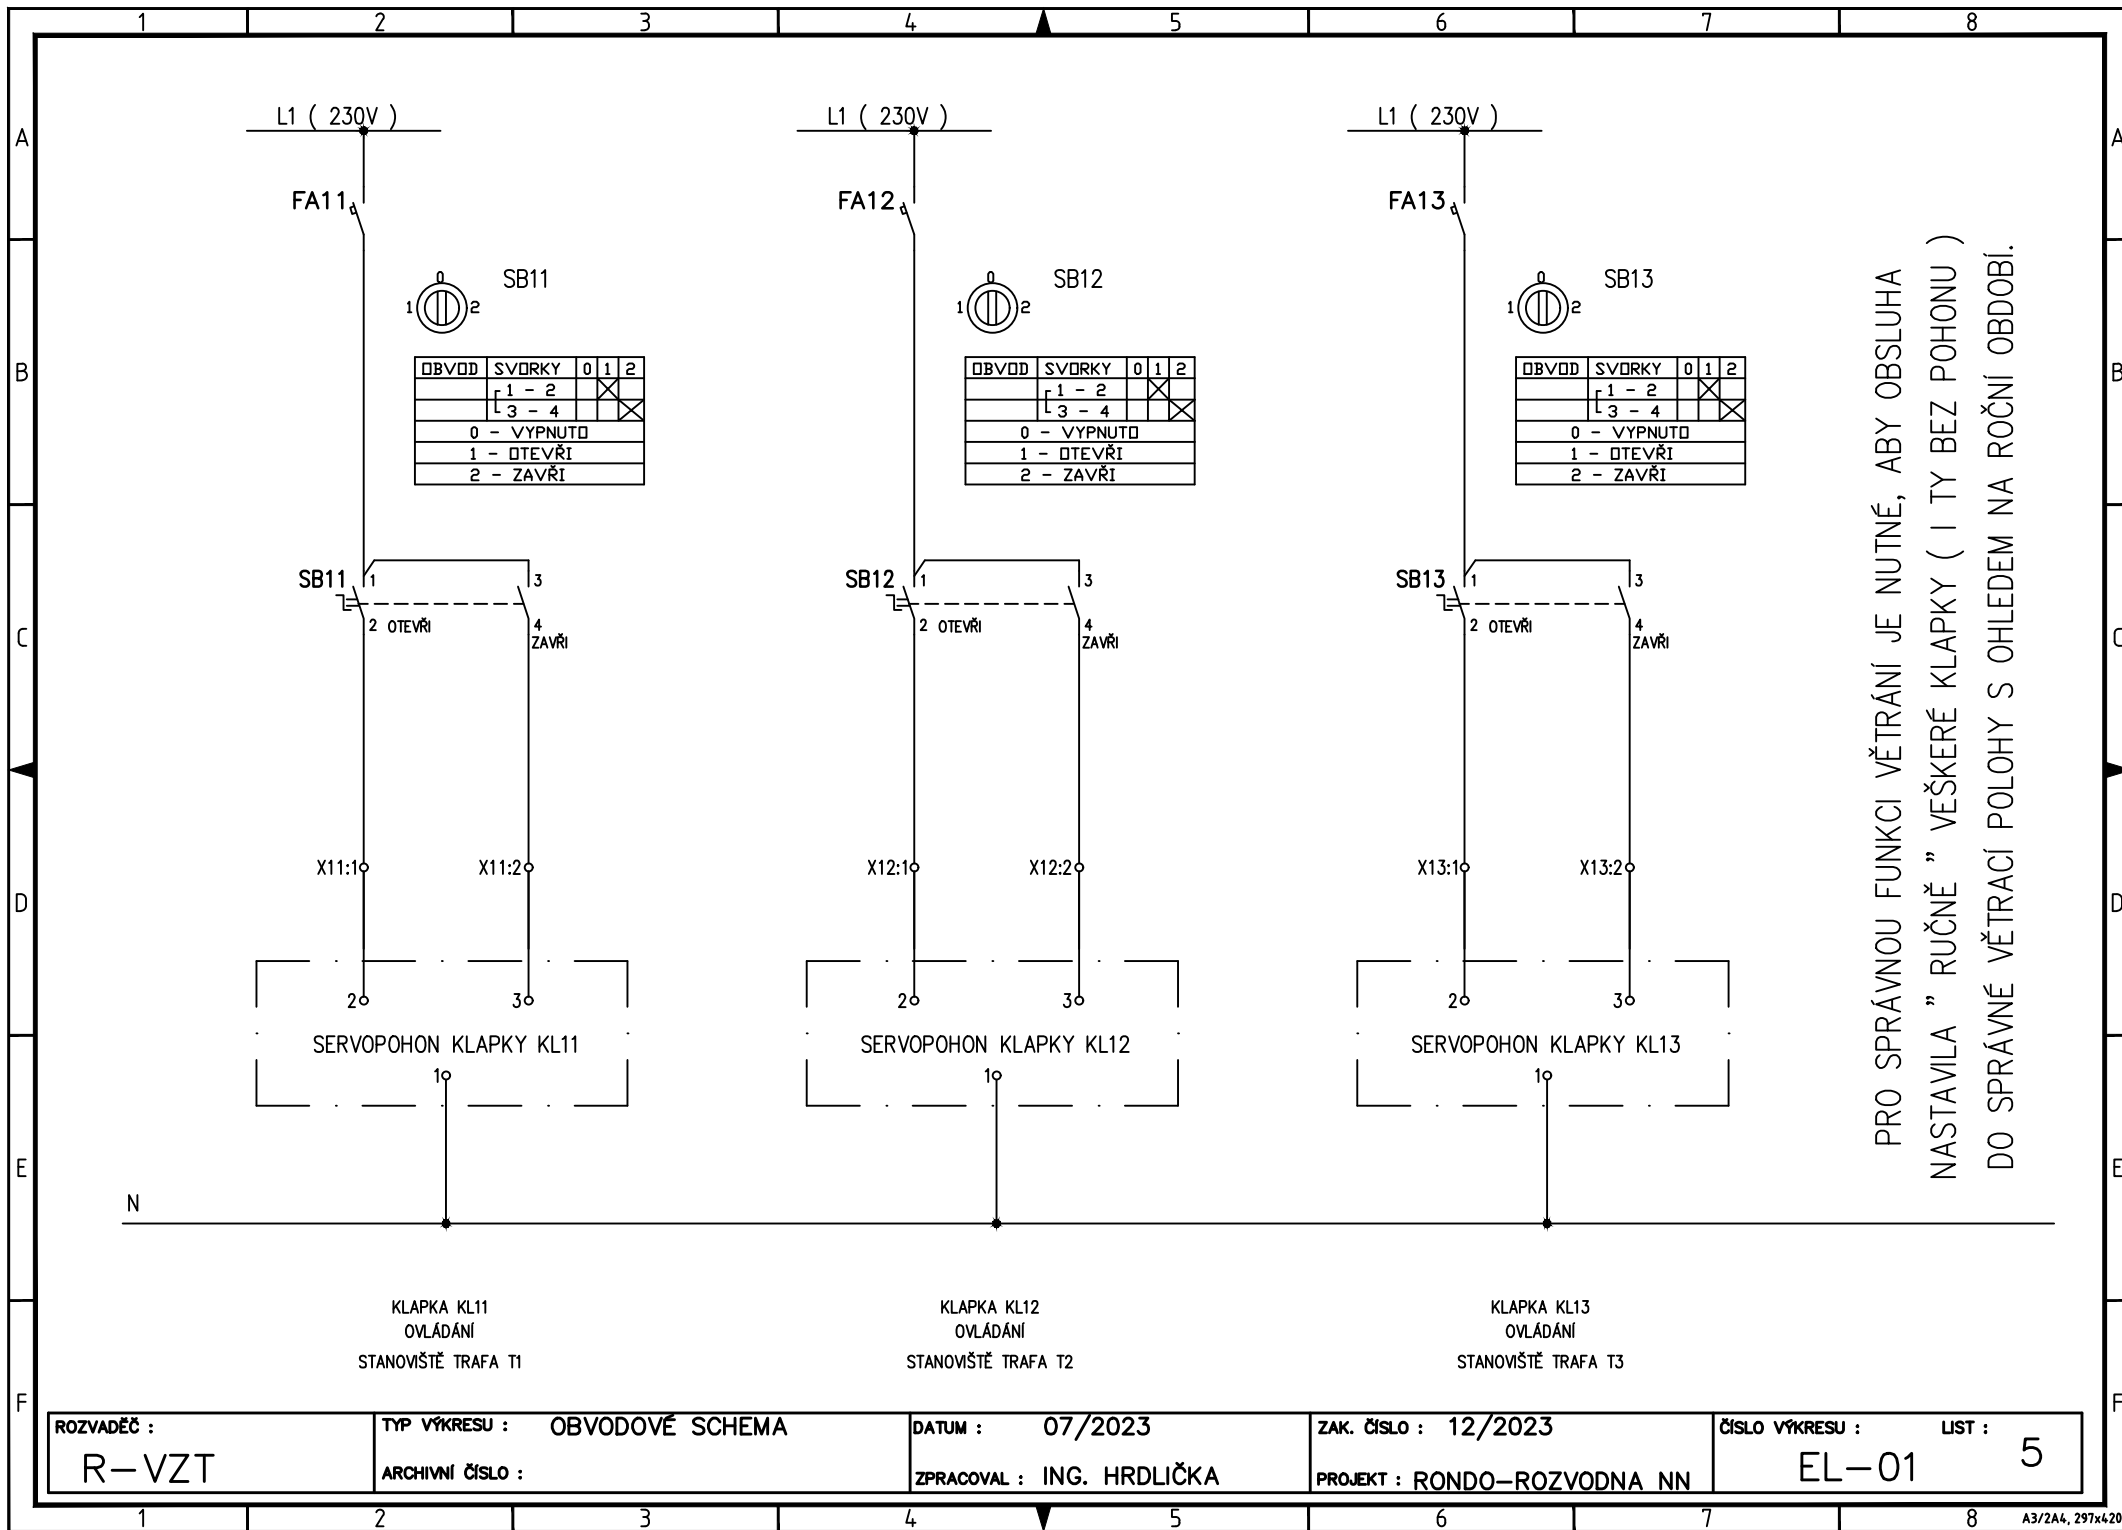 1 2 3 4 5 6 7 8
A A
B B
C C
D D
E E
F F
L1 ( 230V )
FA11
SB11
0
1 2
OBVOD SVORKY 0 1 2
1 - 2
3 - 4
0 - VYPNUTO
1 - OTEVŘI
2 - ZAVŘI
SB11 1 3
2 OTEVŘI 4
ZAVŘI
X11:1 X11:2
2 3
SERVOPOHON KLAPKY KL11
1
L1 ( 230V )
FA12
SB12
0
1 2
OBVOD SVORKY 0 1 2
1 - 2
3 - 4
0 - VYPNUTO
1 - OTEVŘI
2 - ZAVŘI
SB12 1 3
2 OTEVŘI 4
ZAVŘI
X12:1 X12:2
2 3
SERVOPOHON KLAPKY KL12
1
L1 ( 230V )
FA13
SB13
0
1 2
OBVOD SVORKY 0 1 2
1 - 2
3 - 4
0 - VYPNUTO
1 - OTEVŘI
2 - ZAVŘI
SB13 1 3
2 OTEVŘI 4
ZAVŘI
X13:1 X13:2
2 3
SERVOPOHON KLAPKY KL13
1
PRO SPRÁVNOU FUNKCI VĚTRÁNÍ JE NUTNÉ, ABY OBSLUHA
NASTAVILA " RUČNĚ " VEŠKERÉ KLAPKY ( I TY BEZ POHONU )
DO SPRÁVNÉ VĚTRACÍ POLOHY S OHLEDEM NA ROČNÍ OBDOBÍ.
N
KLAPKA KL11
OVLÁDÁNÍ
STANOVIŠTĚ TRAFA T1
KLAPKA KL12
OVLÁDÁNÍ
STANOVIŠTĚ TRAFA T2
KLAPKA KL13
OVLÁDÁNÍ
STANOVIŠTĚ TRAFA T3
ROZVADĚČ :
R-VZT
TYP VÝKRESU : OBVODOVÉ SCHEMA
ARCHIVNÍ ČÍSLO :
DATUM : 07/2023
ZPRACOVAL : ING. HRDLIČKA
ZAK. ČÍSLO : 12/2023
PROJEKT : RONDO-ROZVODNA NN
ČÍSLO VÝKRESU : LIST :
EL-01 5
1 2 3 4 5 6 7 8
A3/2A4, 297x420